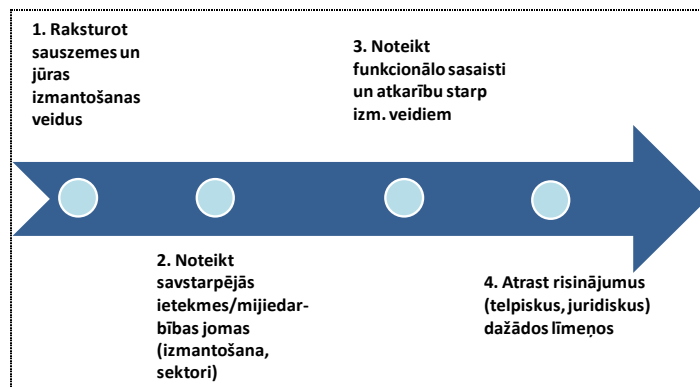 1. Raksturot
sauszemes un
jūras
izmantošanas
veidus
2. Noteikt
savstarpējās
ietekmes/mijiedar-
bības jomas
(izmantošana,
sektori)
3. Noteikt
funkcionālo sasaisti
un atkarību starp
izm. veidiem
4. Atrast risinājumus
(telpiskus, juridiskus)
dažādos līmeņos